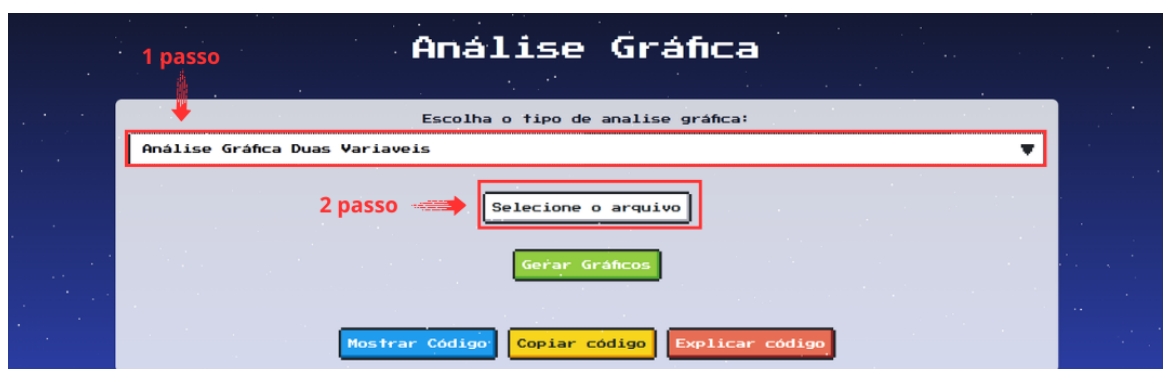 Análise Gráfica
1 passo
Escolha o tipo de analise gráfica:
Análise Gráfica Duas Variaveis
2 passo
Selecione o arquivo
Gerar Gráficos
Mostrar Código
Copiar código
Explicar código